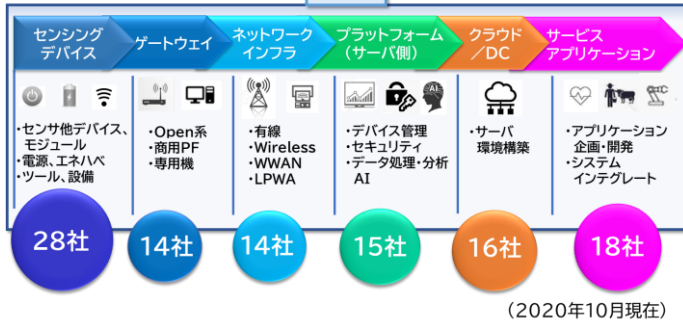 センシング
デバイス
ゲートウェイ
ネットワーク
インフラ
プラットフォーム
(サーバ側)
クラウド
/DC
サービス
アプリケーション
AI
・センサ他デバイス、
モジュール
・電源、エネハベ
・ツール、設備
・Open系
・商用PF
・専用機
・有線
・Wireless
・WWAN
・LPWA
・デバイス管理
・セキュリティ
・データ処理・分析
AI
・サーバ
環境構築
・アプリケーション
企画・開発
・システム
インテグレート
28社
14社
14社
15社
16社
18社
(2020年10月現在)